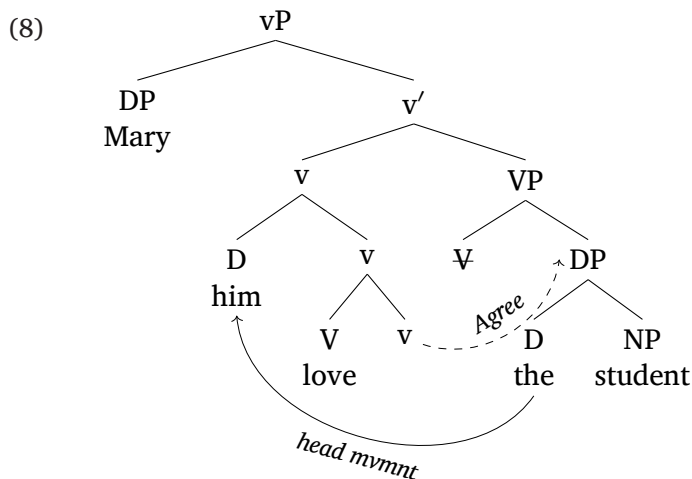 (8)
vP
DP
Mary
v′
v
VP
D
him
v
V
DP
V
love
v
Agree
D
the
NP
student
head mvmnt